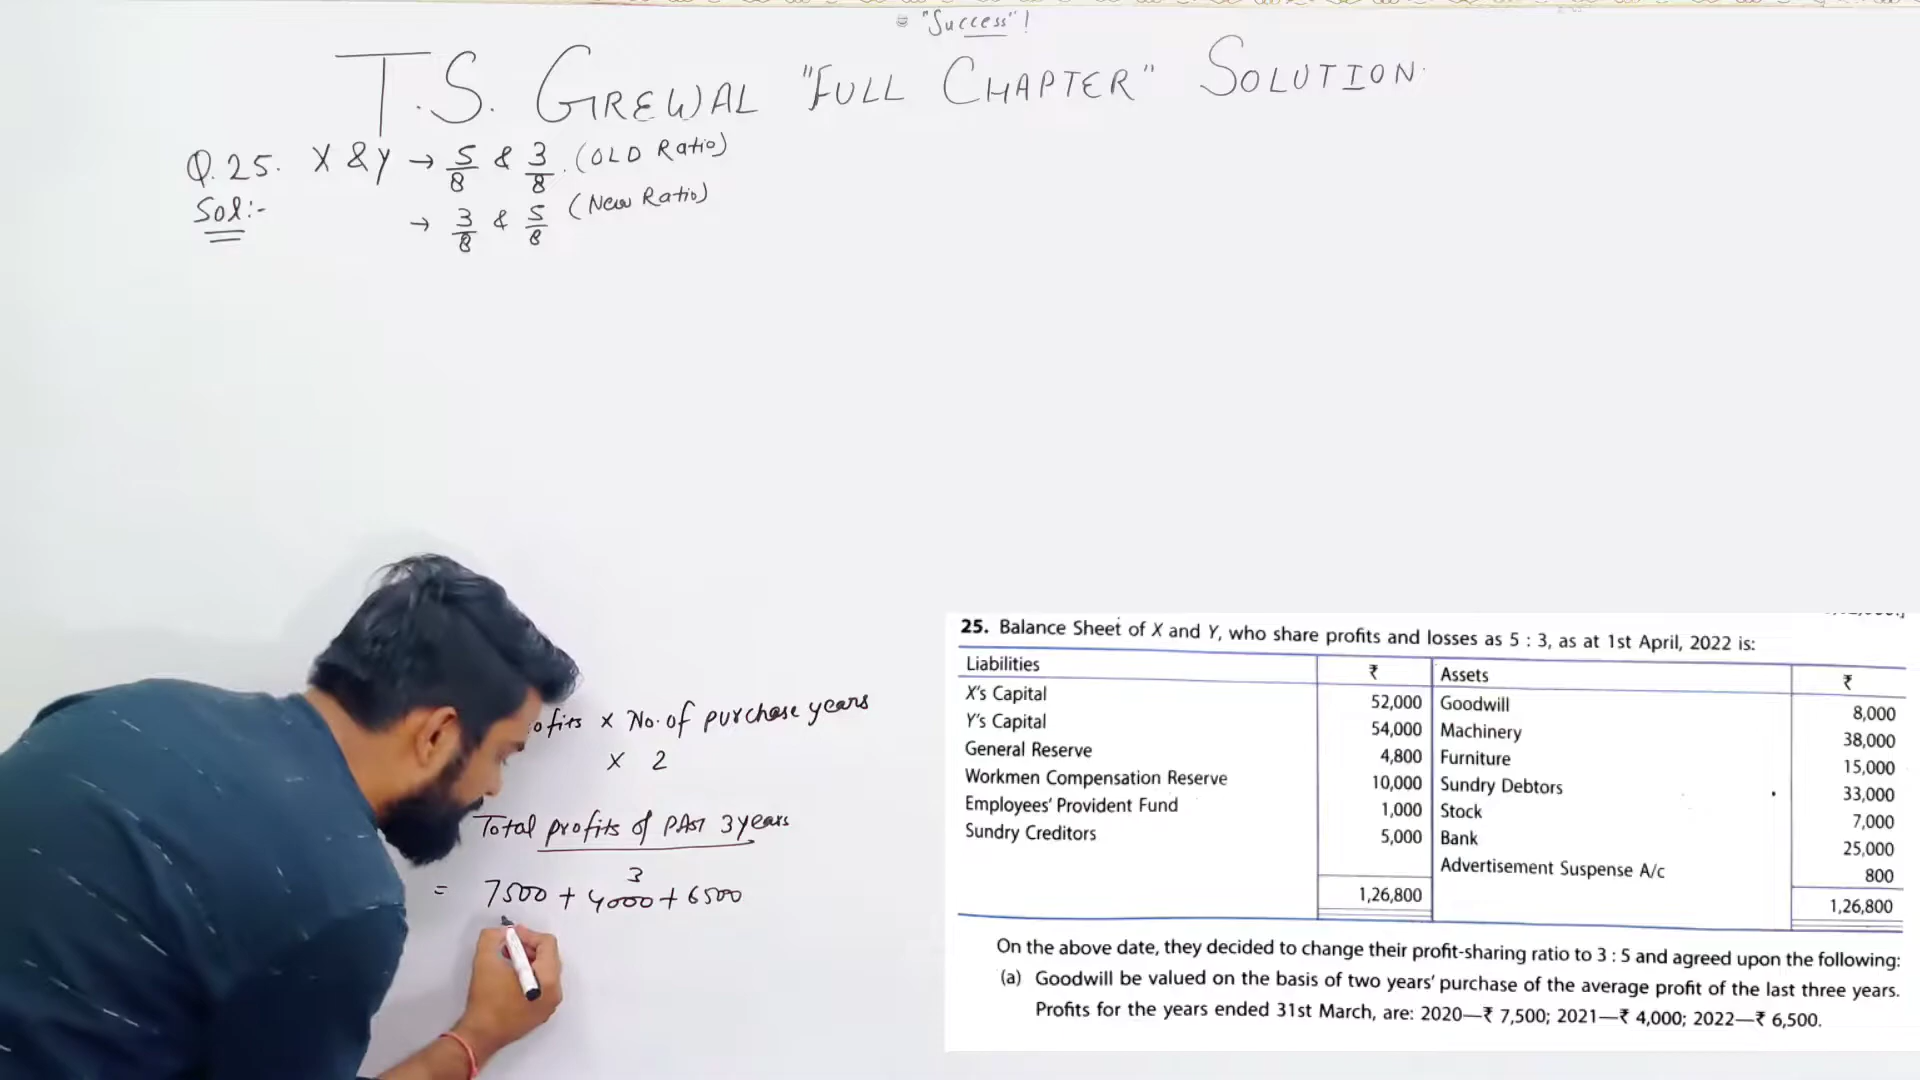 "Success"!
T.S. GREWAL "FULL CHAPTER" SOLUTION.
Q.25. X & Y → 5/8 & 3/8. (OLD Ratio)
Sol:-
→ 3/8 & 5/8 (New Ratio)
ofits x No. of purchase years
x 2
Total profits of PAST 3 years
3
= 7500 + 4000 + 6500
25. Balance Sheet of X and Y, who share profits and losses as 5 : 3, as at 1st April, 2022 is:
Liabilities ₹ Assets ₹
X's Capital 52,000 Goodwill 8,000
Y's Capital 54,000 Machinery 38,000
General Reserve 4,800 Furniture 15,000
Workmen Compensation Reserve 10,000 Sundry Debtors 33,000
Employees' Provident Fund 1,000 Stock 7,000
Sundry Creditors 5,000 Bank 25,000
Advertisement Suspense A/c 800
1,26,800 1,26,800
On the above date, they decided to change their profit-sharing ratio to 3 : 5 and agreed upon the following:
(a) Goodwill be valued on the basis of two years' purchase of the average profit of the last three years.
Profits for the years ended 31st March, are: 2020—₹ 7,500; 2021—₹ 4,000; 2022—₹ 6,500.